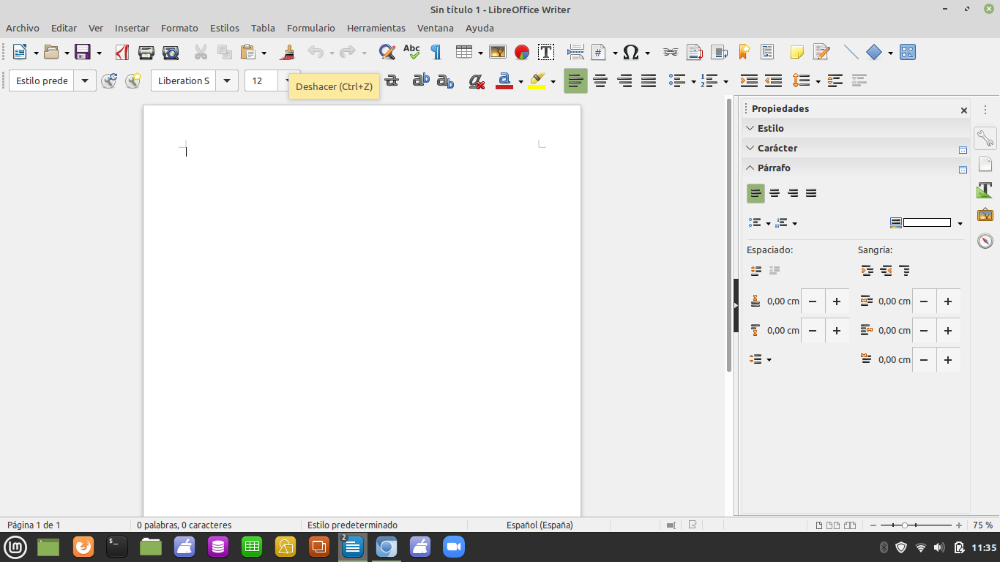 Sin título 1 - LibreOffice Writer
Archivo Editar Ver Insertar Formato Estilos Tabla Formulario Herramientas Ventana Ayuda
Abc
Estilo prede Liberation S 12
Deshacer (Ctrl+Z)
Propiedades
Estilo
Carácter
Párrafo
Espaciado: Sangría:
0,00 cm 0,00 cm
0,00 cm 0,00 cm
0,00 cm
Página 1 de 1 0 palabras, 0 caracteres Estilo predeterminado Español (España) 75 %
2
11:35